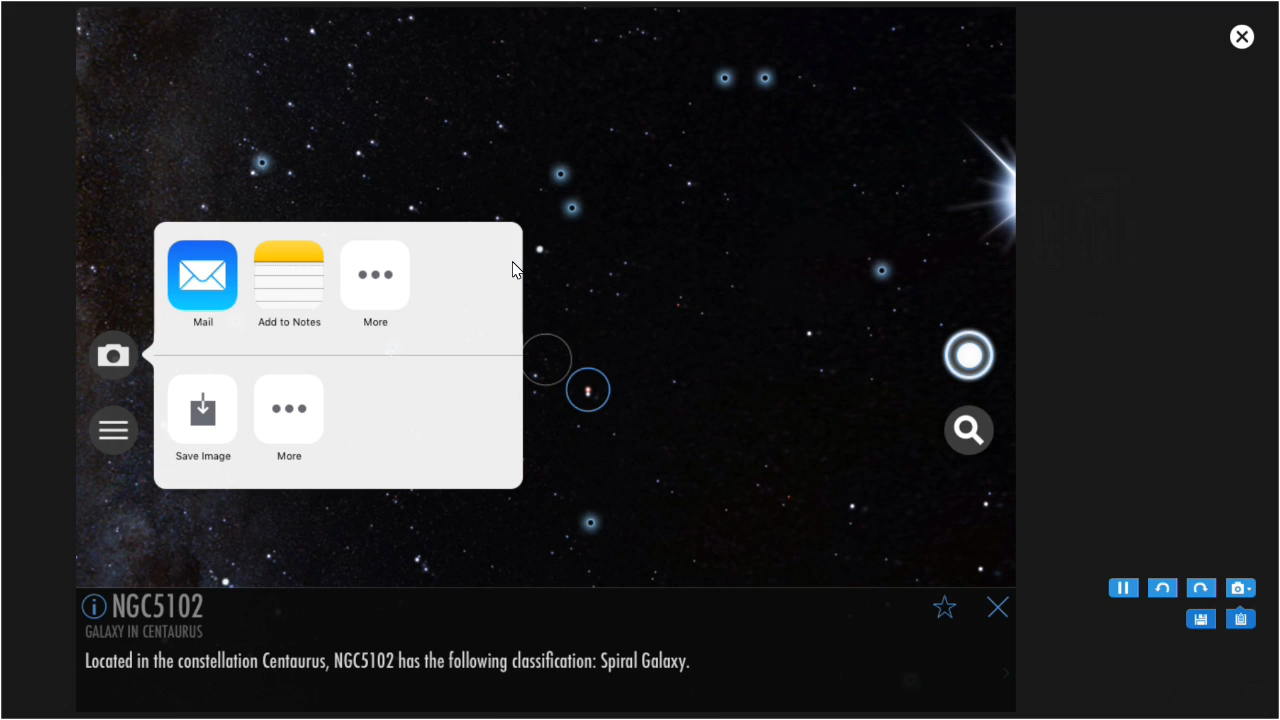 Mail
Add to Notes
More
Save Image
More
NGC5102
GALAXY IN CENTAURUS
Located in the constellation Centaurus, NGC5102 has the following classification: Spiral Galaxy.